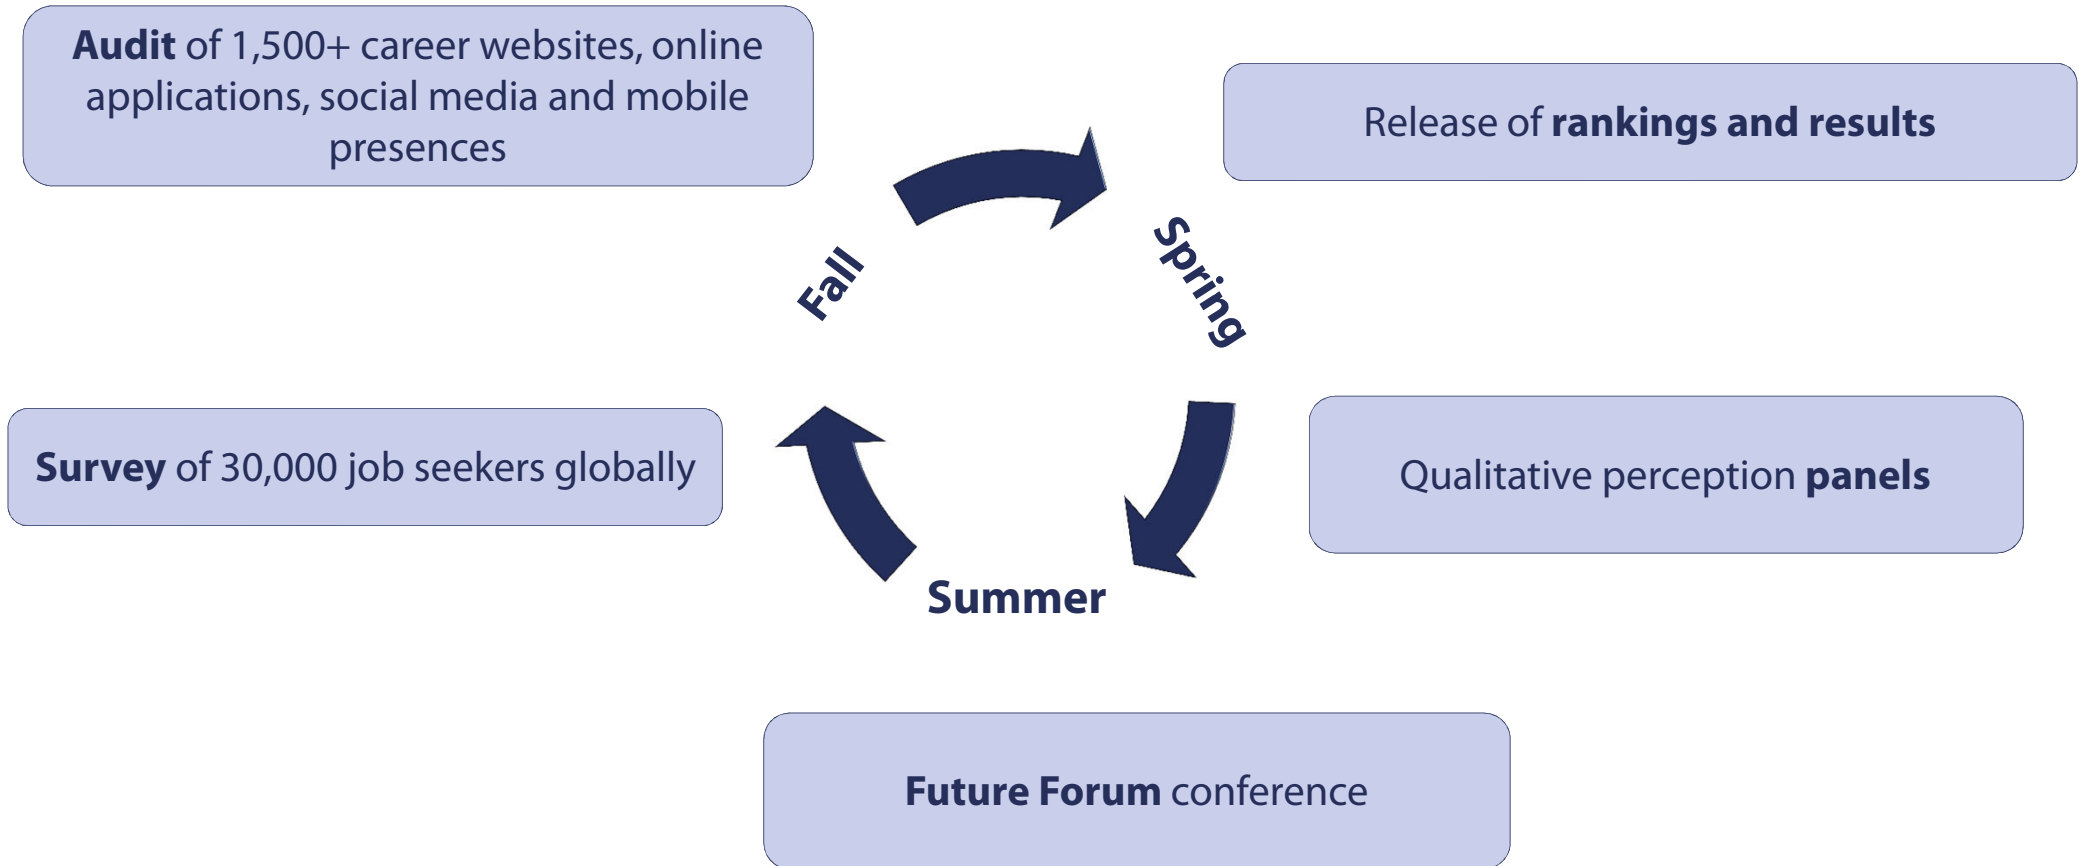 Audit of 1,500+ career websites, online
applications, social media and mobile
presences
Release of rankings and results
Fall
Spring
Survey of 30,000 job seekers globally
Qualitative perception panels
Summer
Future Forum conference